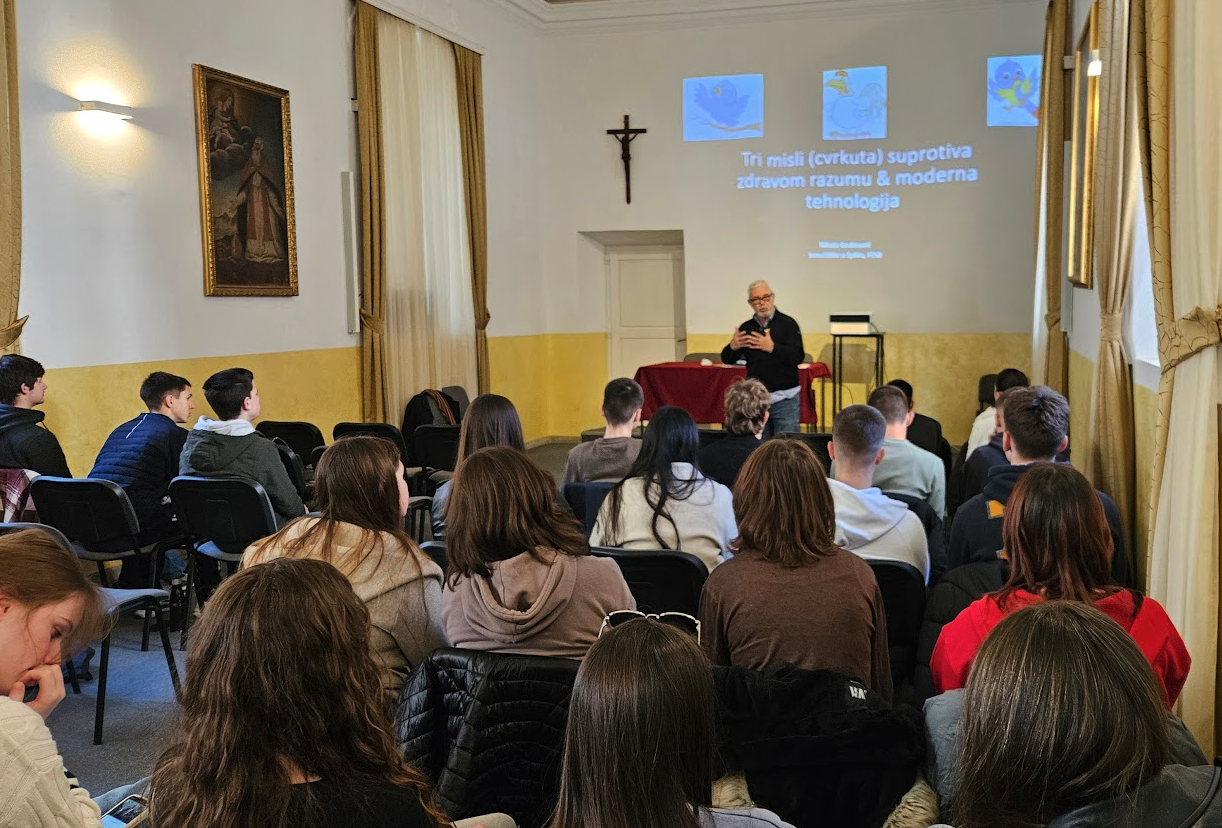 Tri misli (cvrkuta) suprotiva
zdravom razumu & moderna
tehnologija